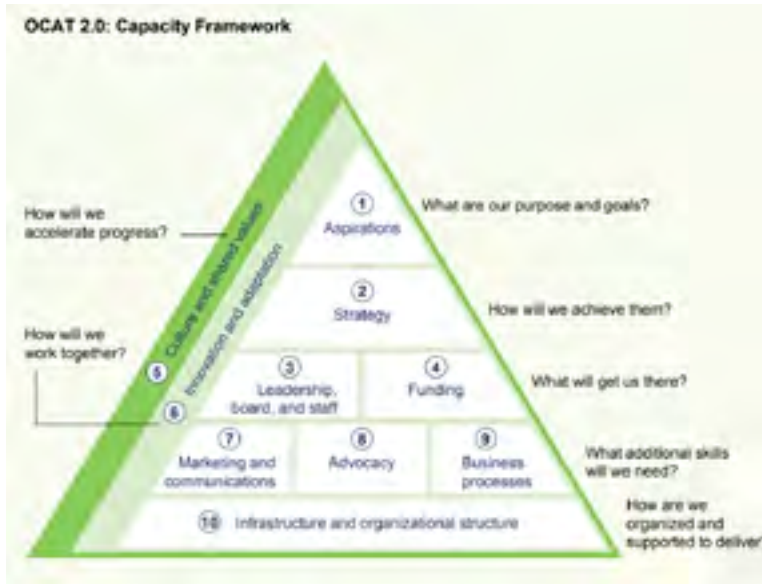 OCAT 2.0: Capacity Framework
How will we
accelerate progress?
How will we
work together?
5 Culture and shared values
6 Innovation and adaptation
1
Aspirations
What are our purpose and goals?
2
Strategy
How will we achieve them?
3
Leadership,
board, and staff
4
Funding
What will get us there?
7
Marketing and
communications
8
Advocacy
9
Business
processes
What additional skills
will we need?
10 Infrastructure and organizational structure
How are we
organized and
supported to deliver?